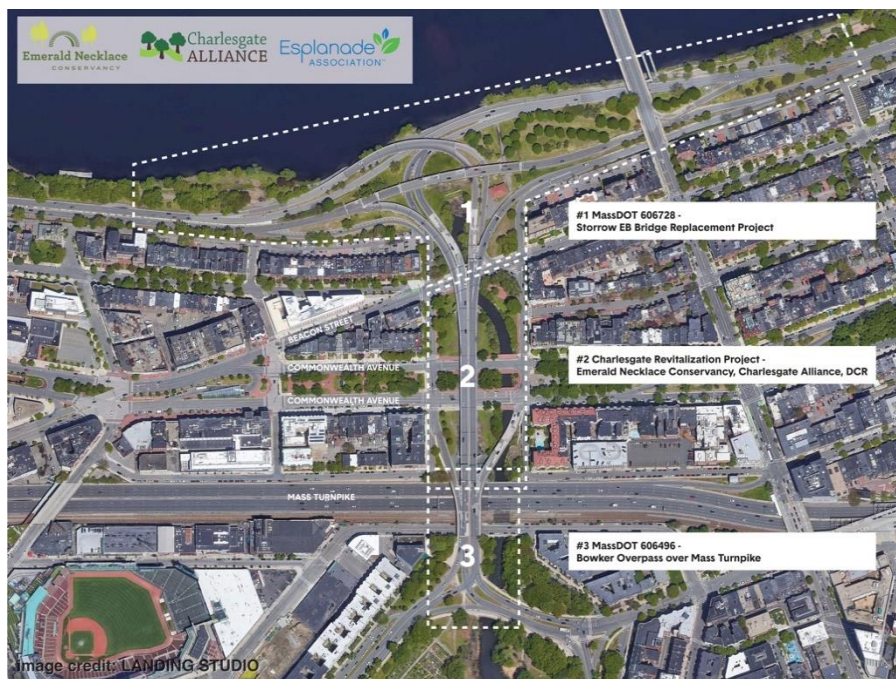 Emerald Necklace
CONSERVANCY
Charlesgate
ALLIANCE
Esplanade
ASSOCIATION
1
#1 MassDOT 606728 -
Storrow EB Bridge Replacement Project
BEACON STREET
COMMONWEALTH AVENUE
2
#2 Charlesgate Revitalization Project -
Emerald Necklace Conservancy, Charlesgate Alliance, DCR
COMMONWEALTH AVENUE
MASS TURNPIKE
#3 MassDOT 606496 -
Bowker Overpass over Mass Turnpike
3
image credit: LANDING STUDIO